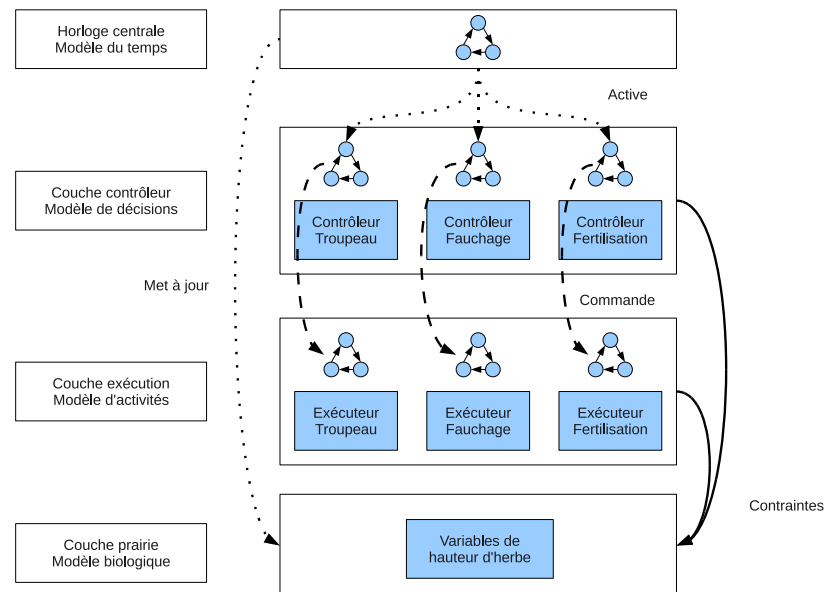 Horloge centrale
Modèle du temps
Active
Couche contrôleur
Modèle de décisions
Contrôleur
Troupeau
Contrôleur
Fauchage
Contrôleur
Fertilisation
Met à jour
Commande
Couche exécution
Modèle d'activités
Exécuteur
Troupeau
Exécuteur
Fauchage
Exécuteur
Fertilisation
Contraintes
Couche prairie
Modèle biologique
Variables de
hauteur d'herbe